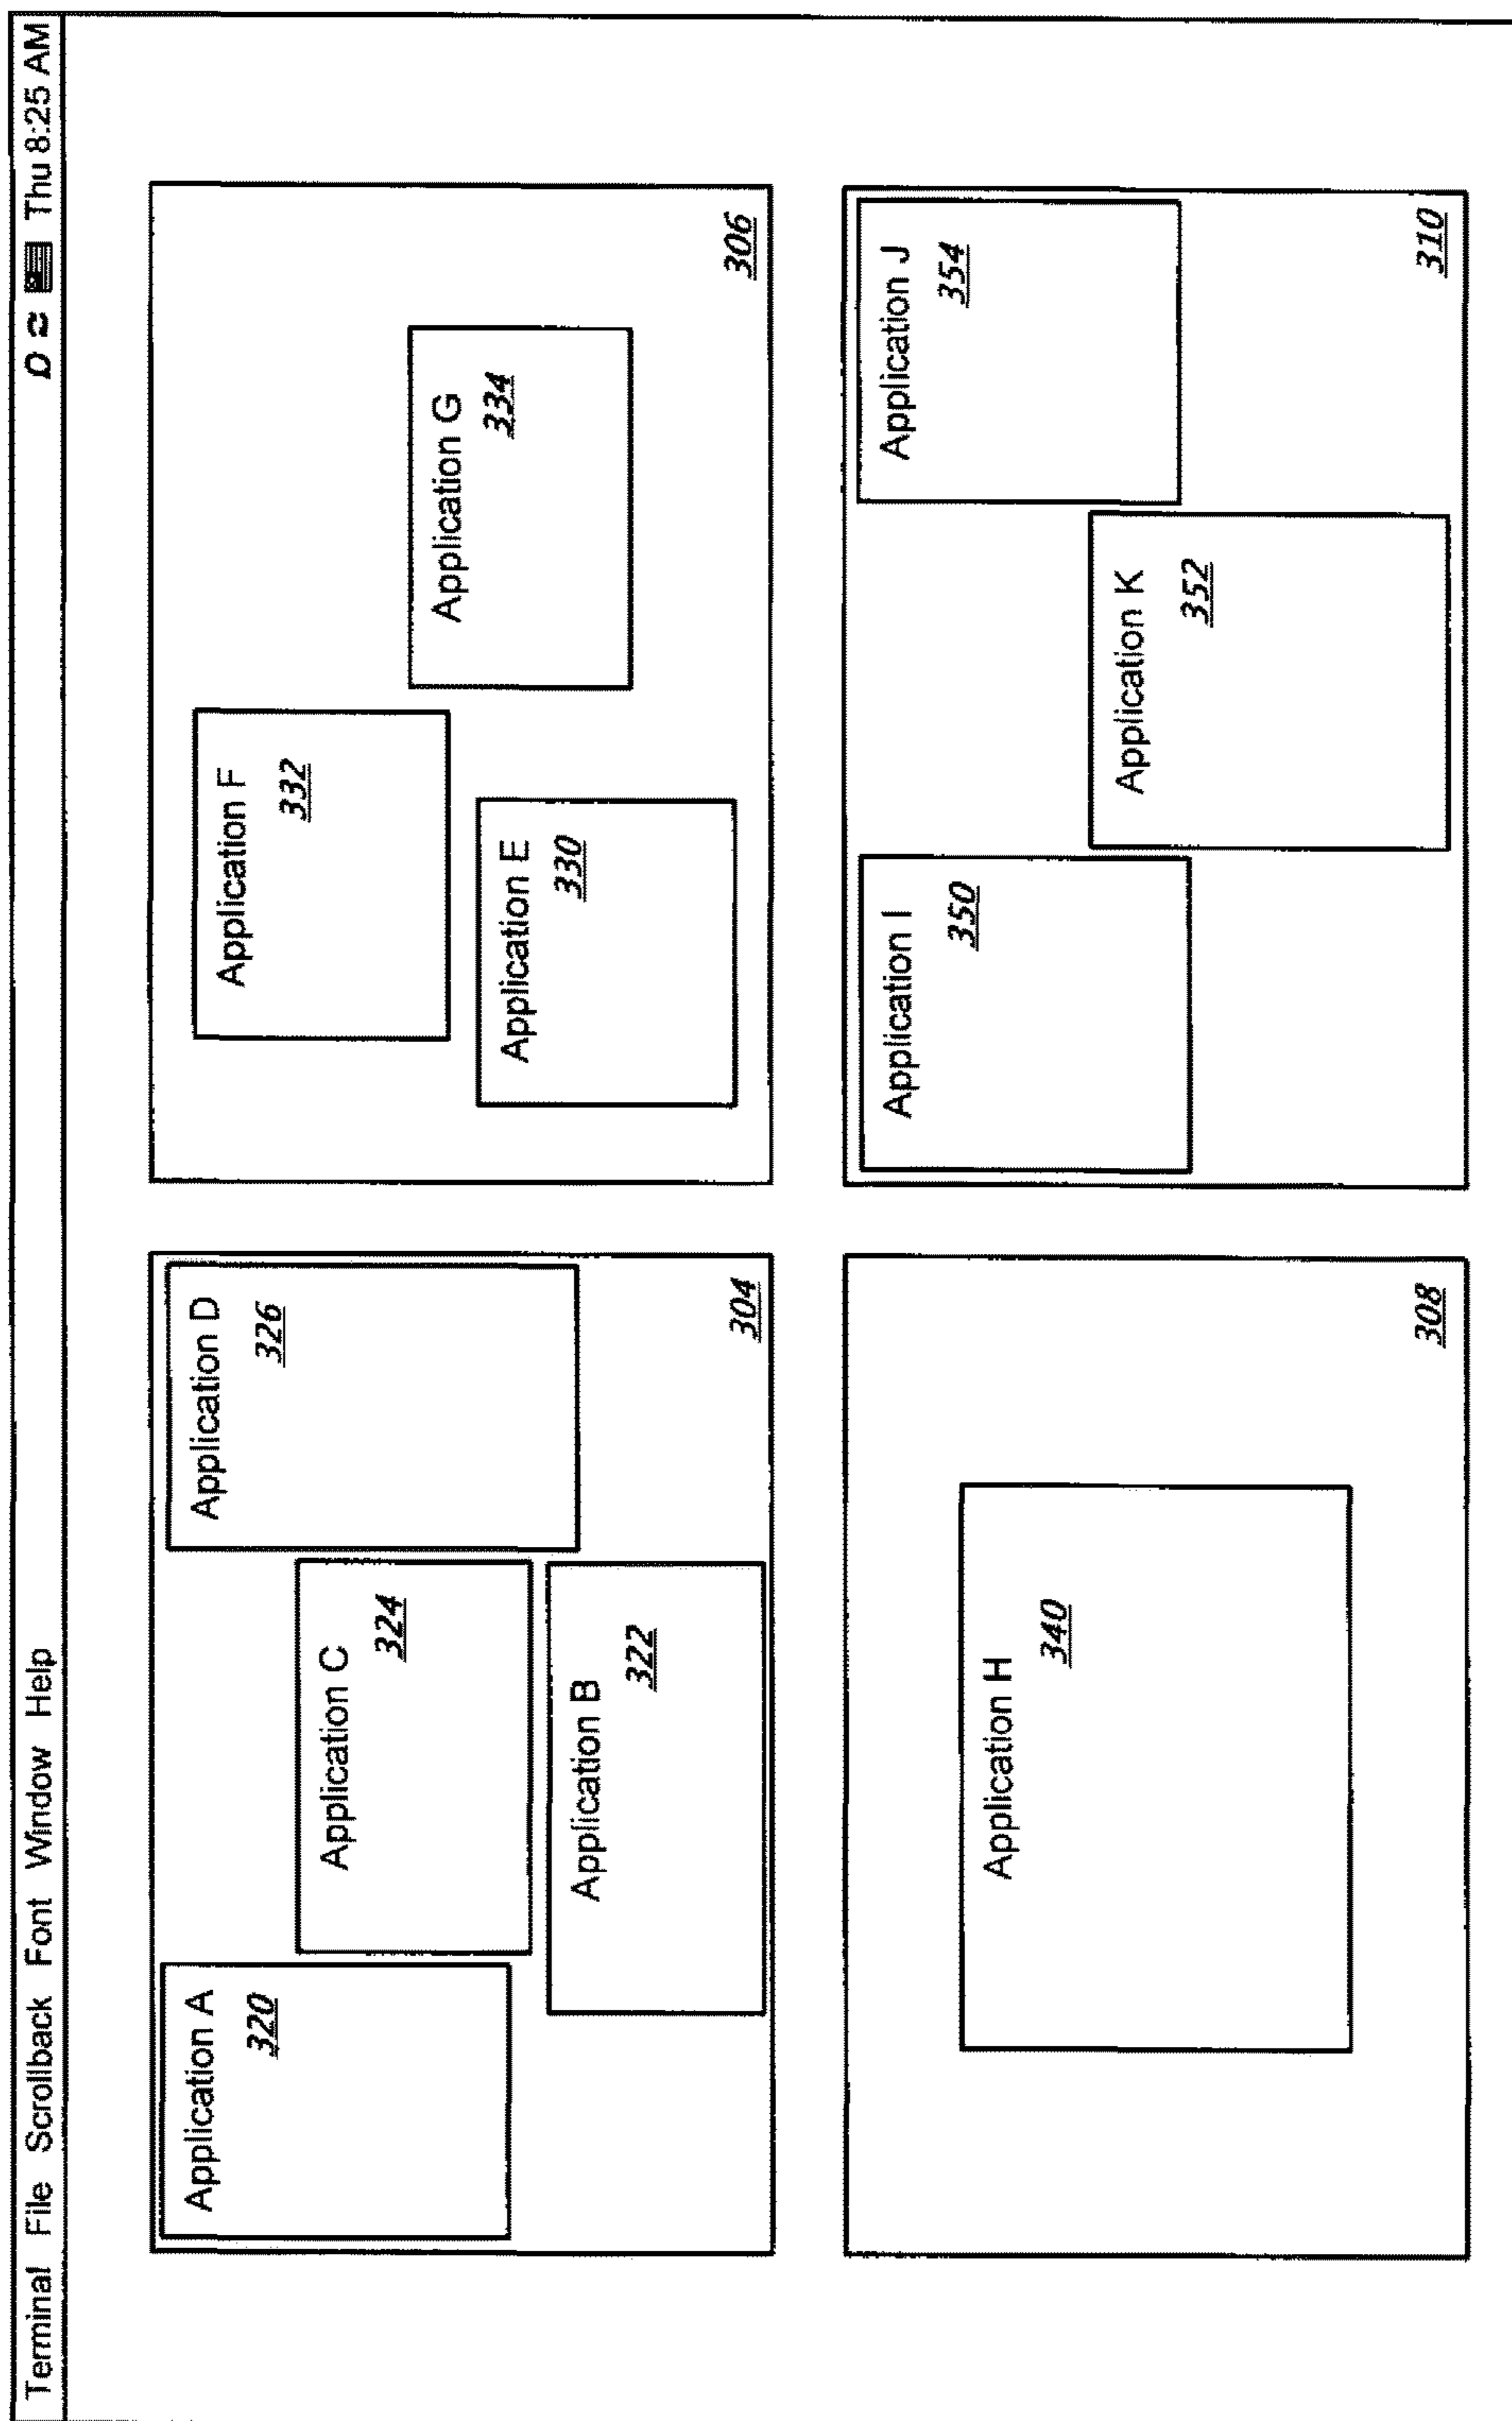 Terminal File Scrollback Font Window Help Thu 8:25 AM
Application A
320
Application C
324
Application B
322
Application D
326
304
Application F
332
Application E
330
Application G
334
306
Application H
340
308
Application I
350
Application K
352
Application J
354
310